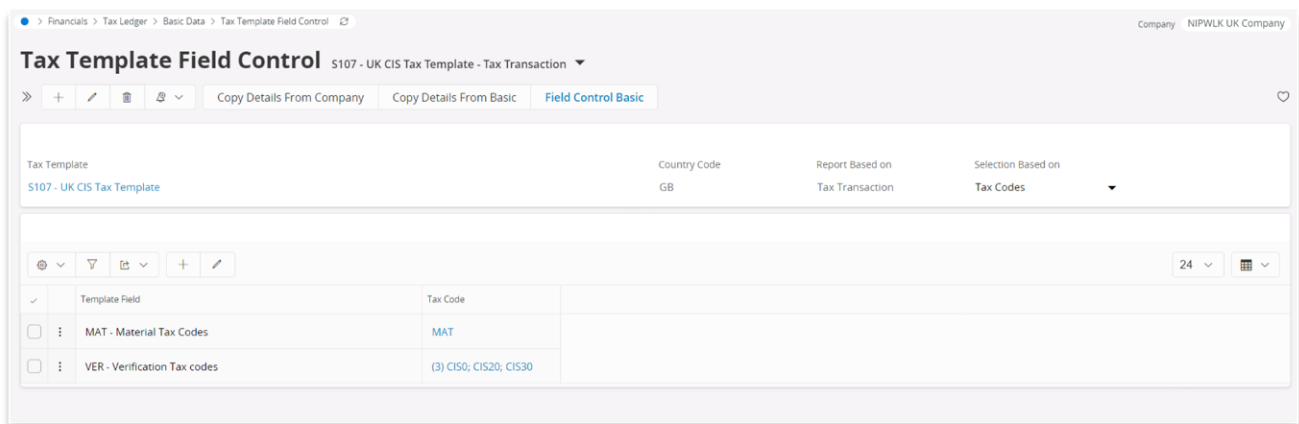 > Financials > Tax Ledger > Basic Data > Tax Template Field Control
Company NIPWLK UK Company
Tax Template Field Control S107 - UK CIS Tax Template - Tax Transaction
Copy Details From Company Copy Details From Basic Field Control Basic
Tax Template Country Code Report Based on Selection Based on
S107 - UK CIS Tax Template GB Tax Transaction Tax Codes
24
Template Field Tax Code
MAT - Material Tax Codes MAT
VER - Verification Tax codes (3) CIS0; CIS20; CIS30